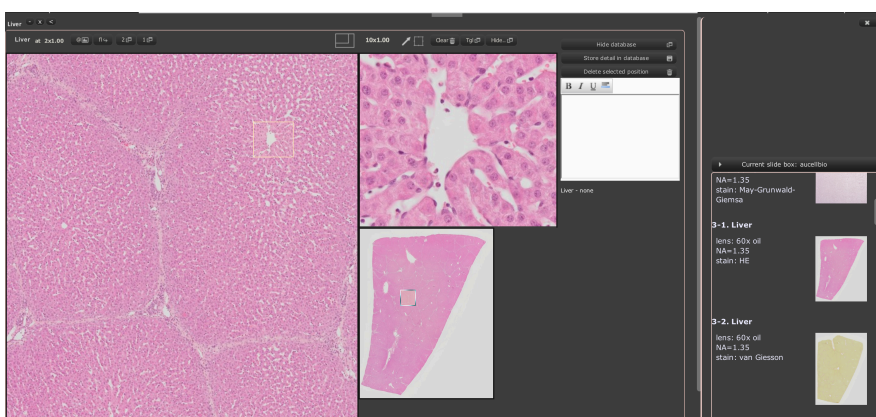 Liver - x <
Liver at 2x1.00
2
1
10x1.00
Clear
Tgl
Hide..
Hide database
Store detail in database
Delete selected position
B I U
Liver - none
x
Current slide box: aucellbio
NA=1.35
stain: May-Grunwald-
Giemsa
3-1. Liver
lens: 60x oil
NA=1.35
stain: HE
3-2. Liver
lens: 60x oil
NA=1.35
stain: van Giesson